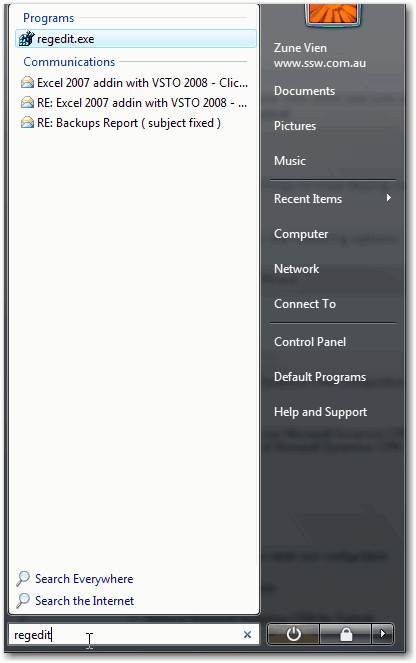 Programs
regedit.exe
Communications
Excel 2007 addin with VSTO 2008 - Clic...
RE: Excel 2007 addin with VSTO 2008 - ...
RE: Backups Report ( subject fixed )
Search Everywhere
Search the Internet
regedit
Zune Vien
www.ssw.com.au
Documents
Pictures
Music
Recent Items
Computer
Network
Connect To
Control Panel
Default Programs
Help and Support